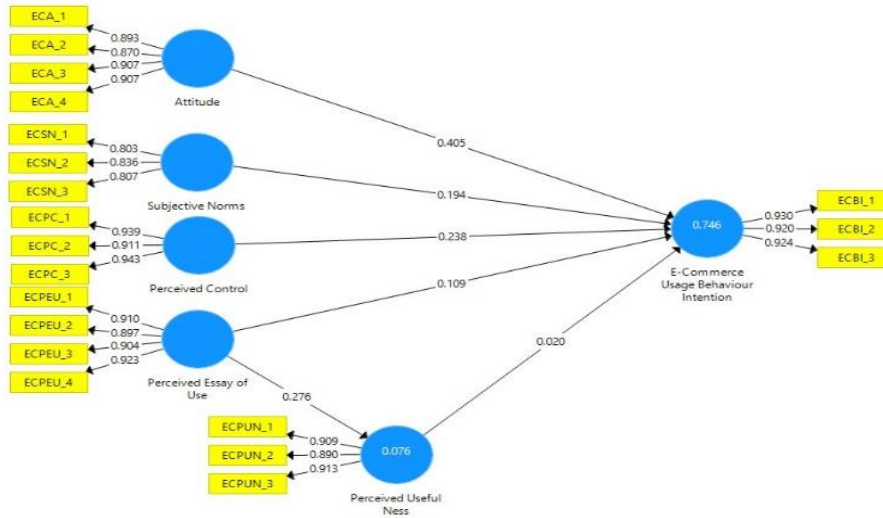 ECA_1
0.893
ECA_2
0.870
ECA_3
0.907
ECA_4
0.907
Attitude
0.405
ECSN_1
0.803
ECSN_2
0.836
ECSN_3
0.807
Subjective Norms
0.194
ECPC_1
0.939
ECPC_2
0.911
ECPC_3
0.943
Perceived Control
0.238
ECPEU_1
0.910
ECPEU_2
0.897
ECPEU_3
0.904
ECPEU_4
0.923
Perceived Essay of
Use
0.109
0.276
ECPUN_1
0.909
ECPUN_2
0.890
ECPUN_3
0.913
0.076
Perceived Useful
Ness
0.020
0.746
E-Commerce
Usage Behaviour
Intention
0.930
ECBI_1
0.920
ECBI_2
0.924
ECBI_3